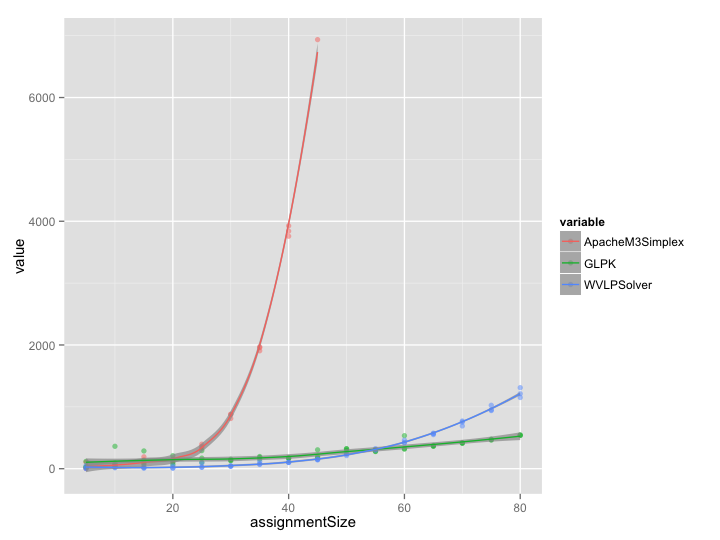 6000
4000
2000
0
value
20
40
60
80
assignmentSize
variable
ApacheM3Simplex
GLPK
WVLPSolver